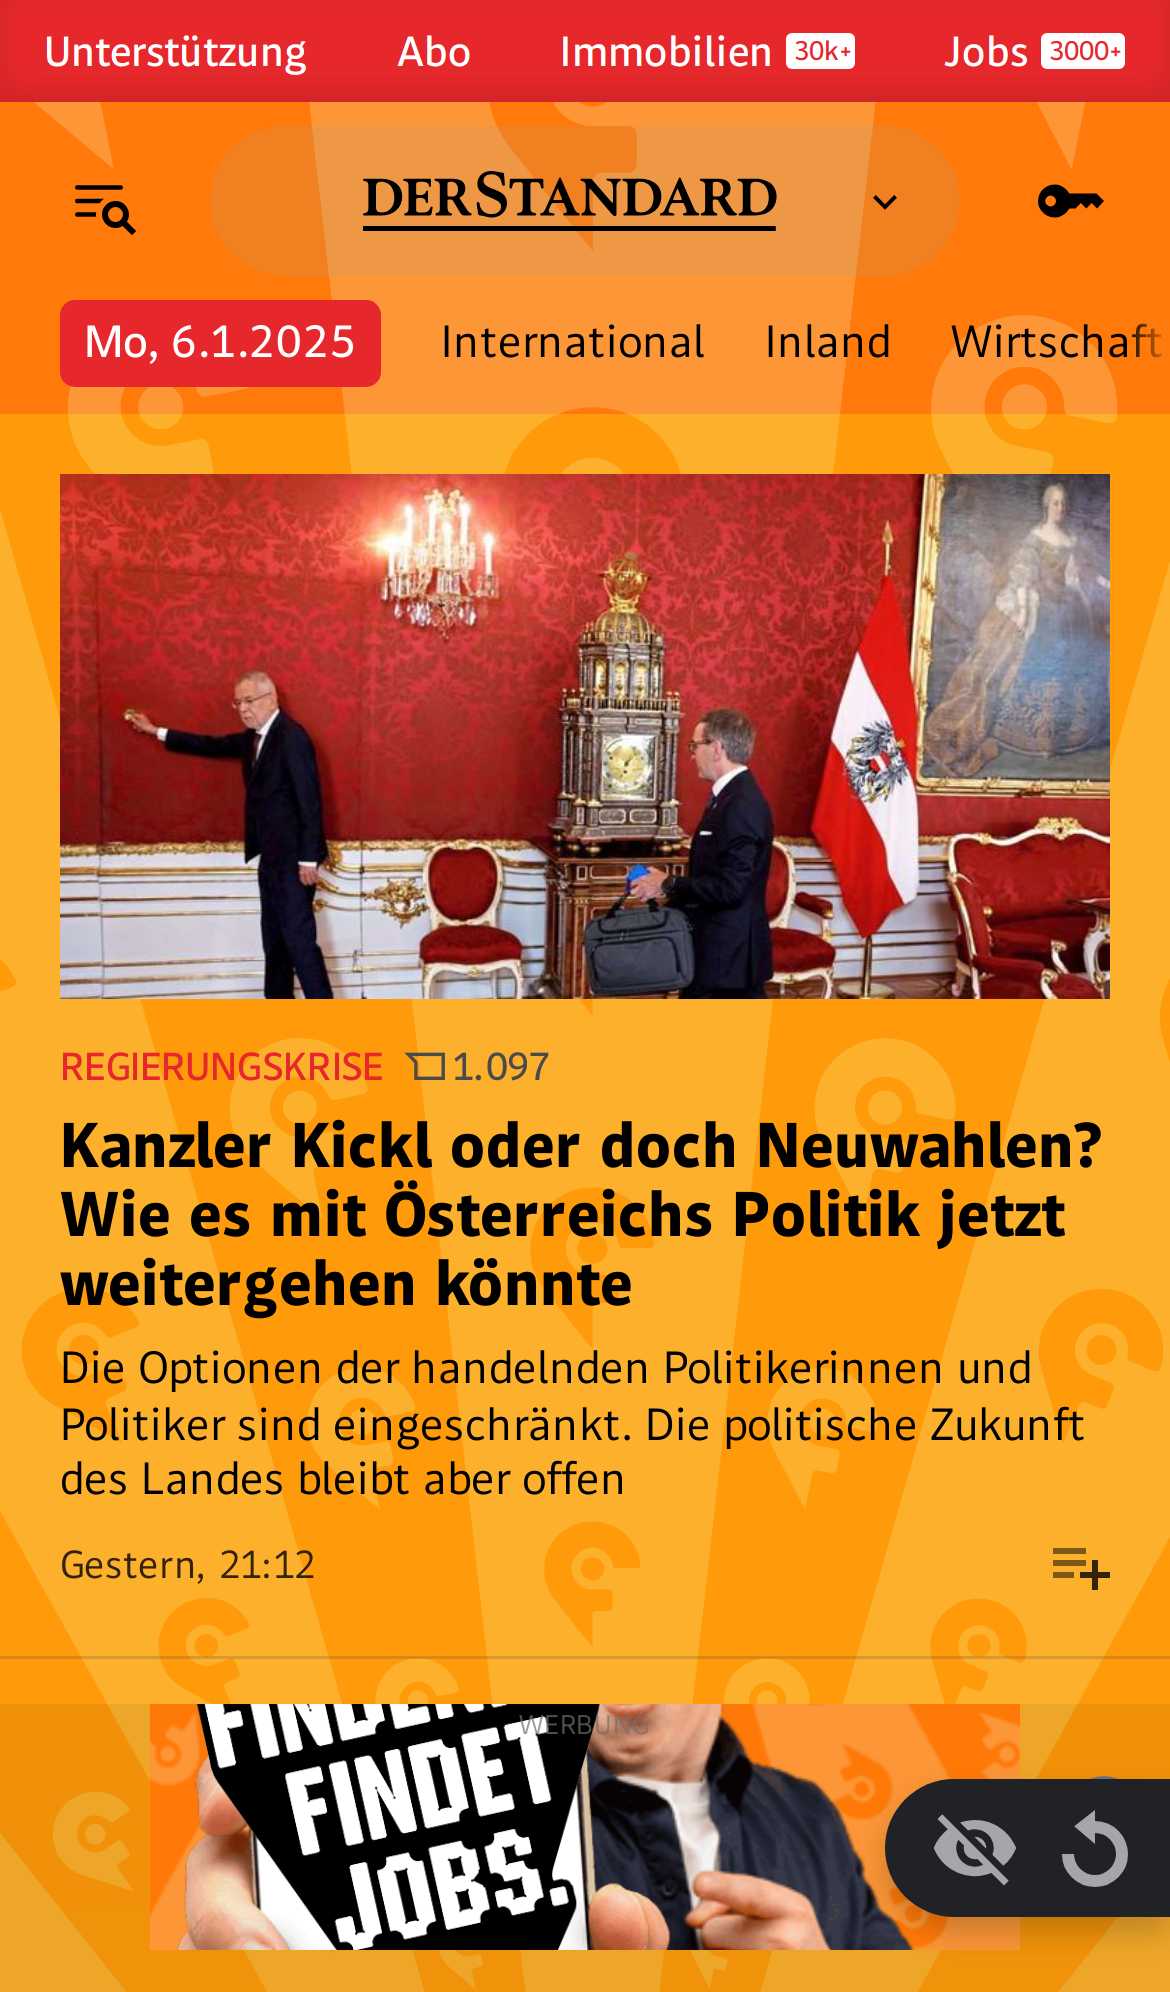 Unterstützung Abo Immobilien 30k+ Jobs 3000+
DERSTANDARD
Mo, 6.1.2025 International Inland Wirtschaft
REGIERUNGSKRISE 1.097
Kanzler Kickl oder doch Neuwahlen?
Wie es mit Österreichs Politik jetzt
weitergehen könnte
Die Optionen der handelnden Politikerinnen und
Politiker sind eingeschränkt. Die politische Zukunft
des Landes bleibt aber offen
Gestern, 21:12
WERBUNG
FINDET
JOBS.